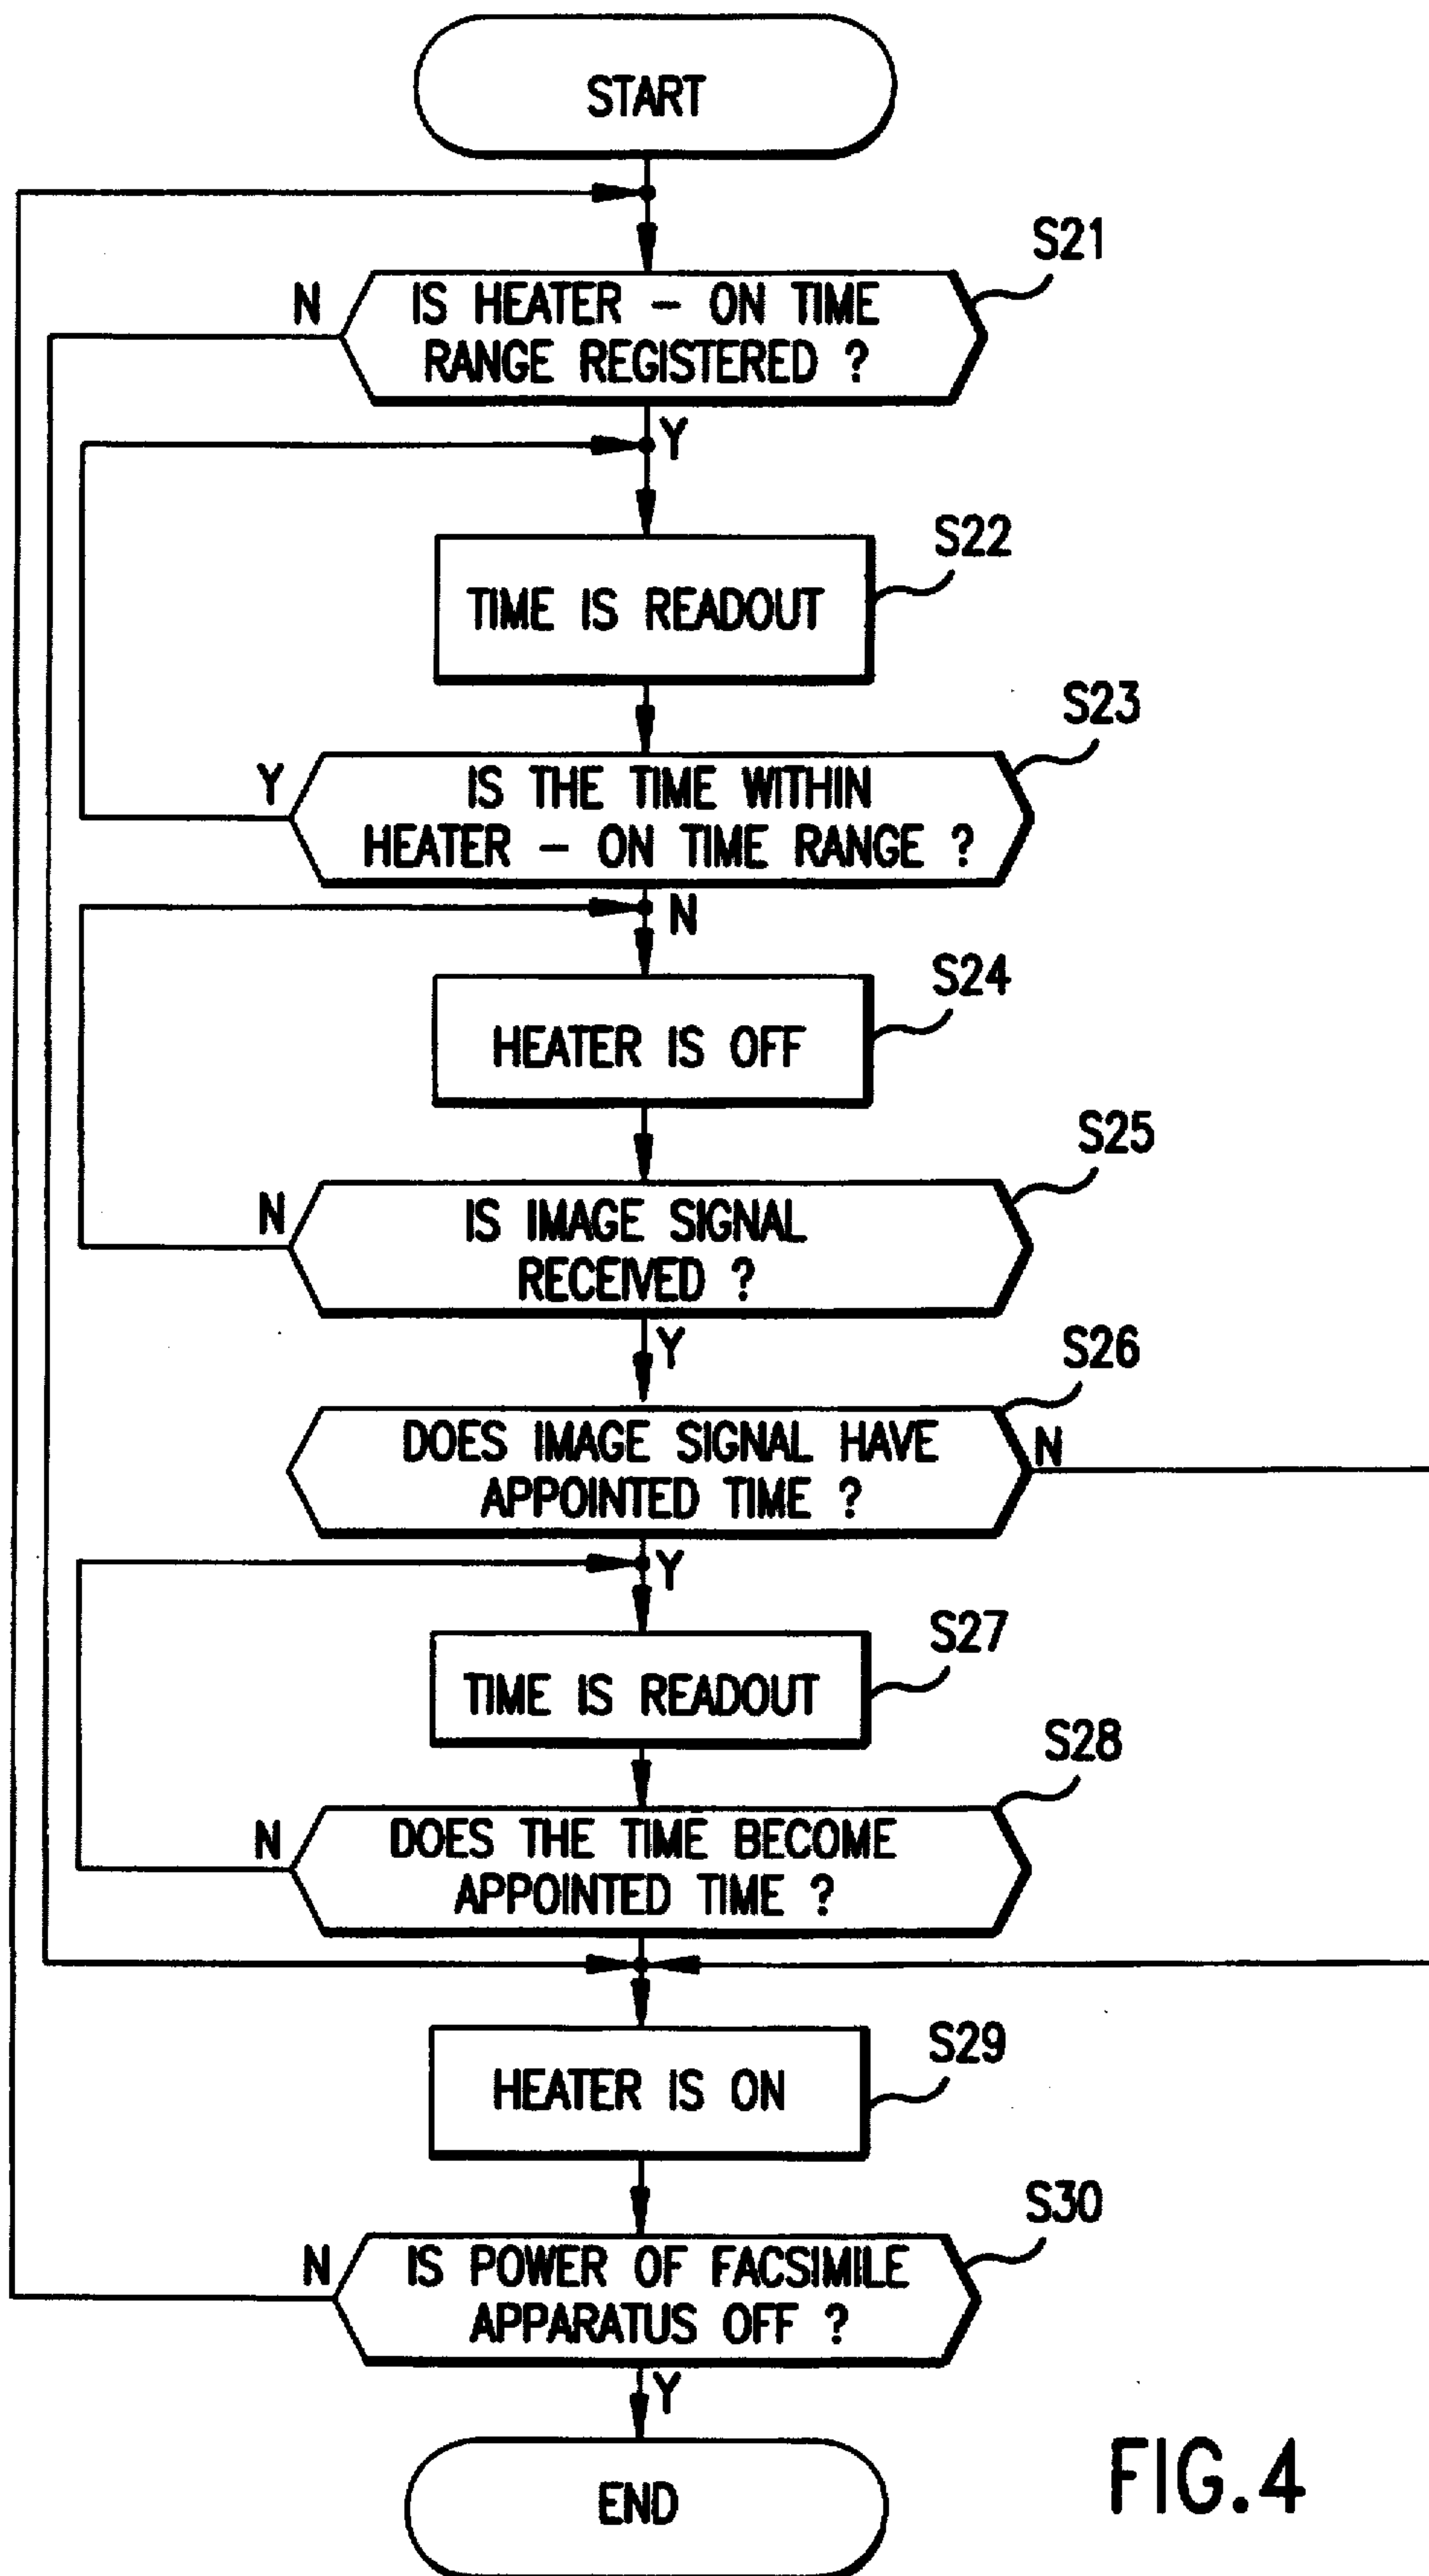 START
S21
N
IS HEATER – ON TIME
RANGE REGISTERED ?
Y
S22
TIME IS READOUT
S23
Y
IS THE TIME WITHIN
HEATER – ON TIME RANGE ?
N
S24
HEATER IS OFF
S25
N
IS IMAGE SIGNAL
RECEIVED ?
Y
S26
DOES IMAGE SIGNAL HAVE
APPOINTED TIME ?
N
Y
S27
TIME IS READOUT
S28
N
DOES THE TIME BECOME
APPOINTED TIME ?
S29
HEATER IS ON
S30
N
IS POWER OF FACSIMILE
APPARATUS OFF ?
Y
END
FIG.4